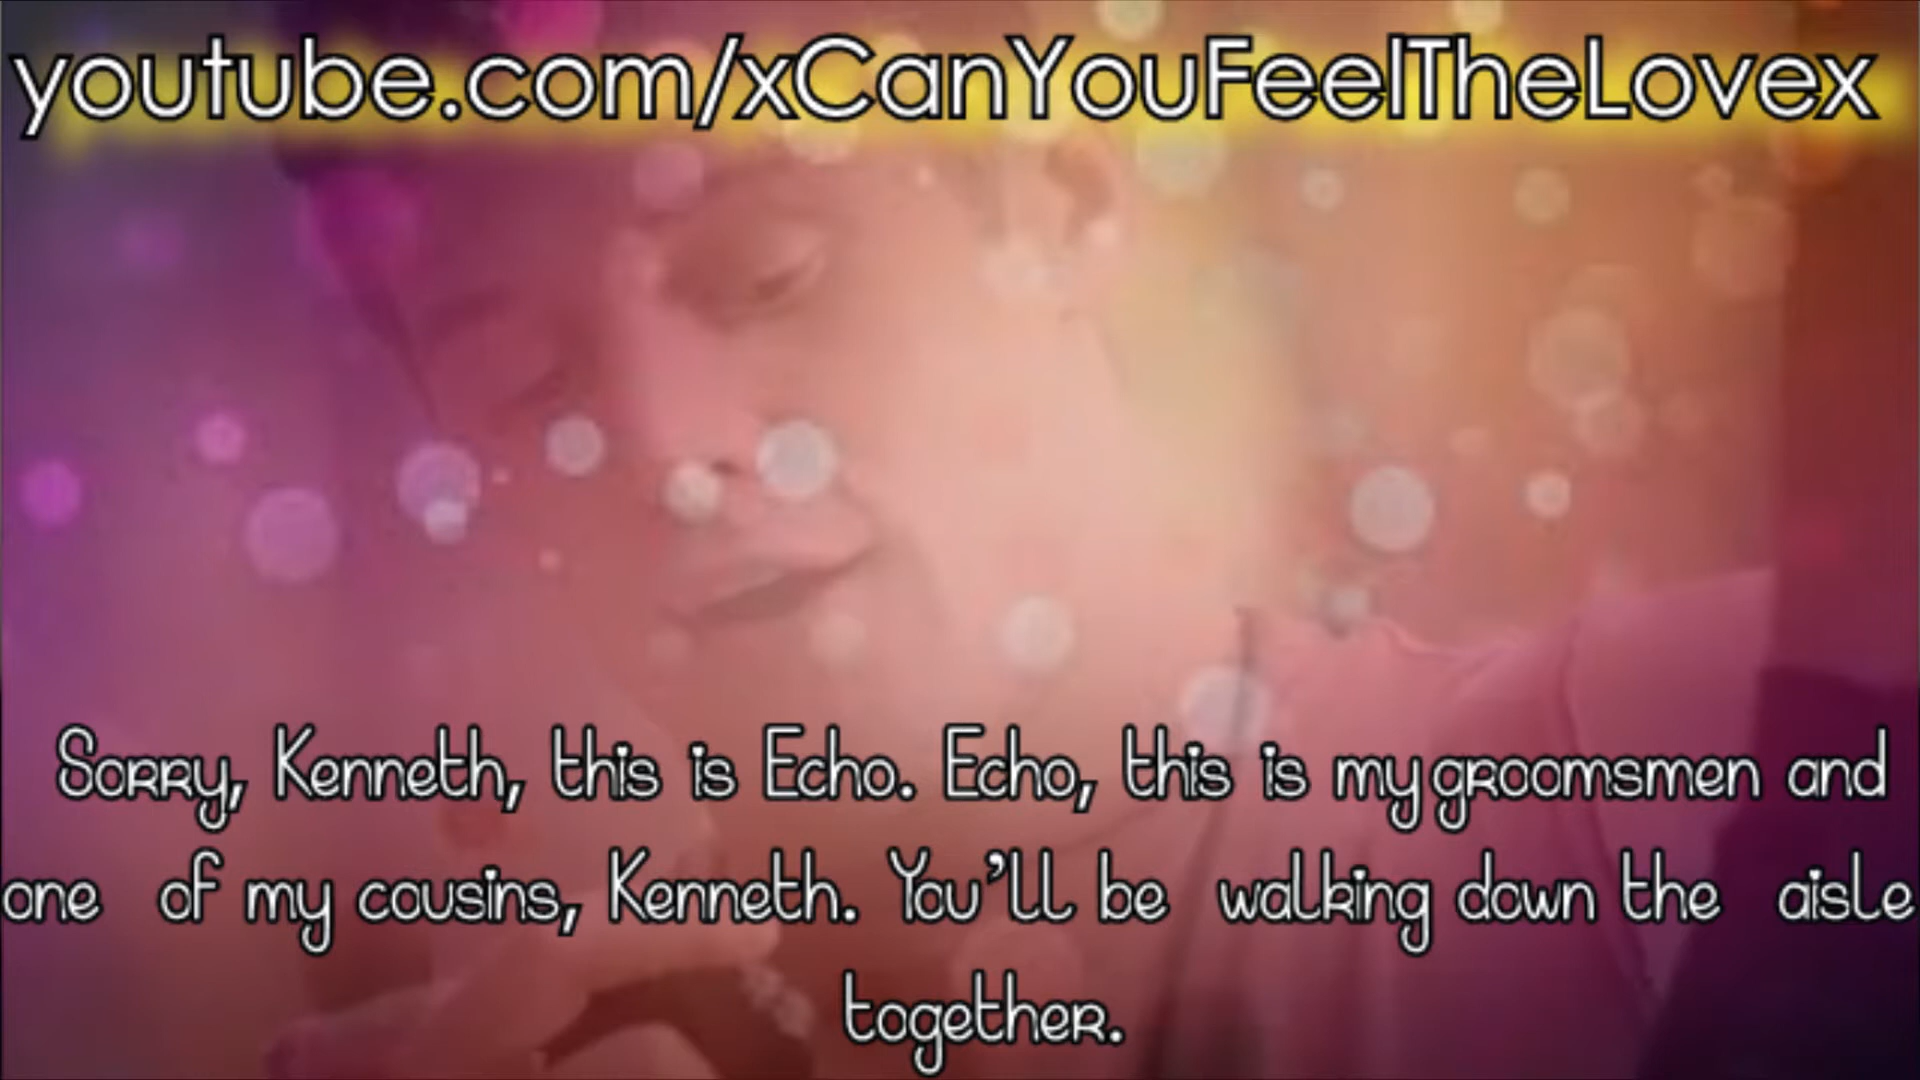 youtube.com/xCanYouFeelTheLovex
Sorry, Kenneth, this is Echo. Echo, this is my groomsmen and
one of my cousins, Kenneth. You'll be walking down the aisle
together.